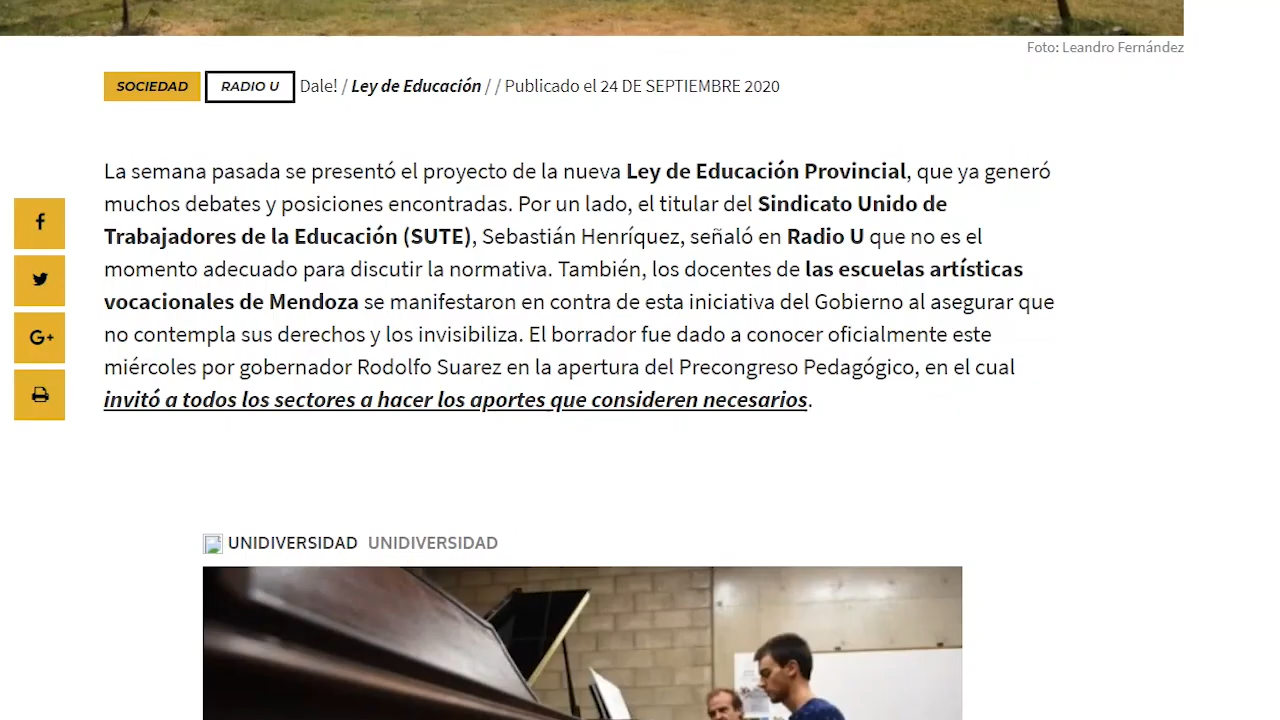 Foto: Leandro Fernández
SOCIEDAD RADIO U Dale! / Ley de Educación / / Publicado el 24 DE SEPTIEMBRE 2020
La semana pasada se presentó el proyecto de la nueva Ley de Educación Provincial, que ya generó
muchos debates y posiciones encontradas. Por un lado, el titular del Sindicato Unido de
Trabajadores de la Educación (SUTE), Sebastián Henríquez, señaló en Radio U que no es el
momento adecuado para discutir la normativa. También, los docentes de las escuelas artísticas
vocacionales de Mendoza se manifestaron en contra de esta iniciativa del Gobierno al asegurar que
no contempla sus derechos y los invisibiliza. El borrador fue dado a conocer oficialmente este
miércoles por gobernador Rodolfo Suarez en la apertura del Precongreso Pedagógico, en el cual
invitó a todos los sectores a hacer los aportes que consideren necesarios.
UNIDIVERSIDAD UNIDIVERSIDAD